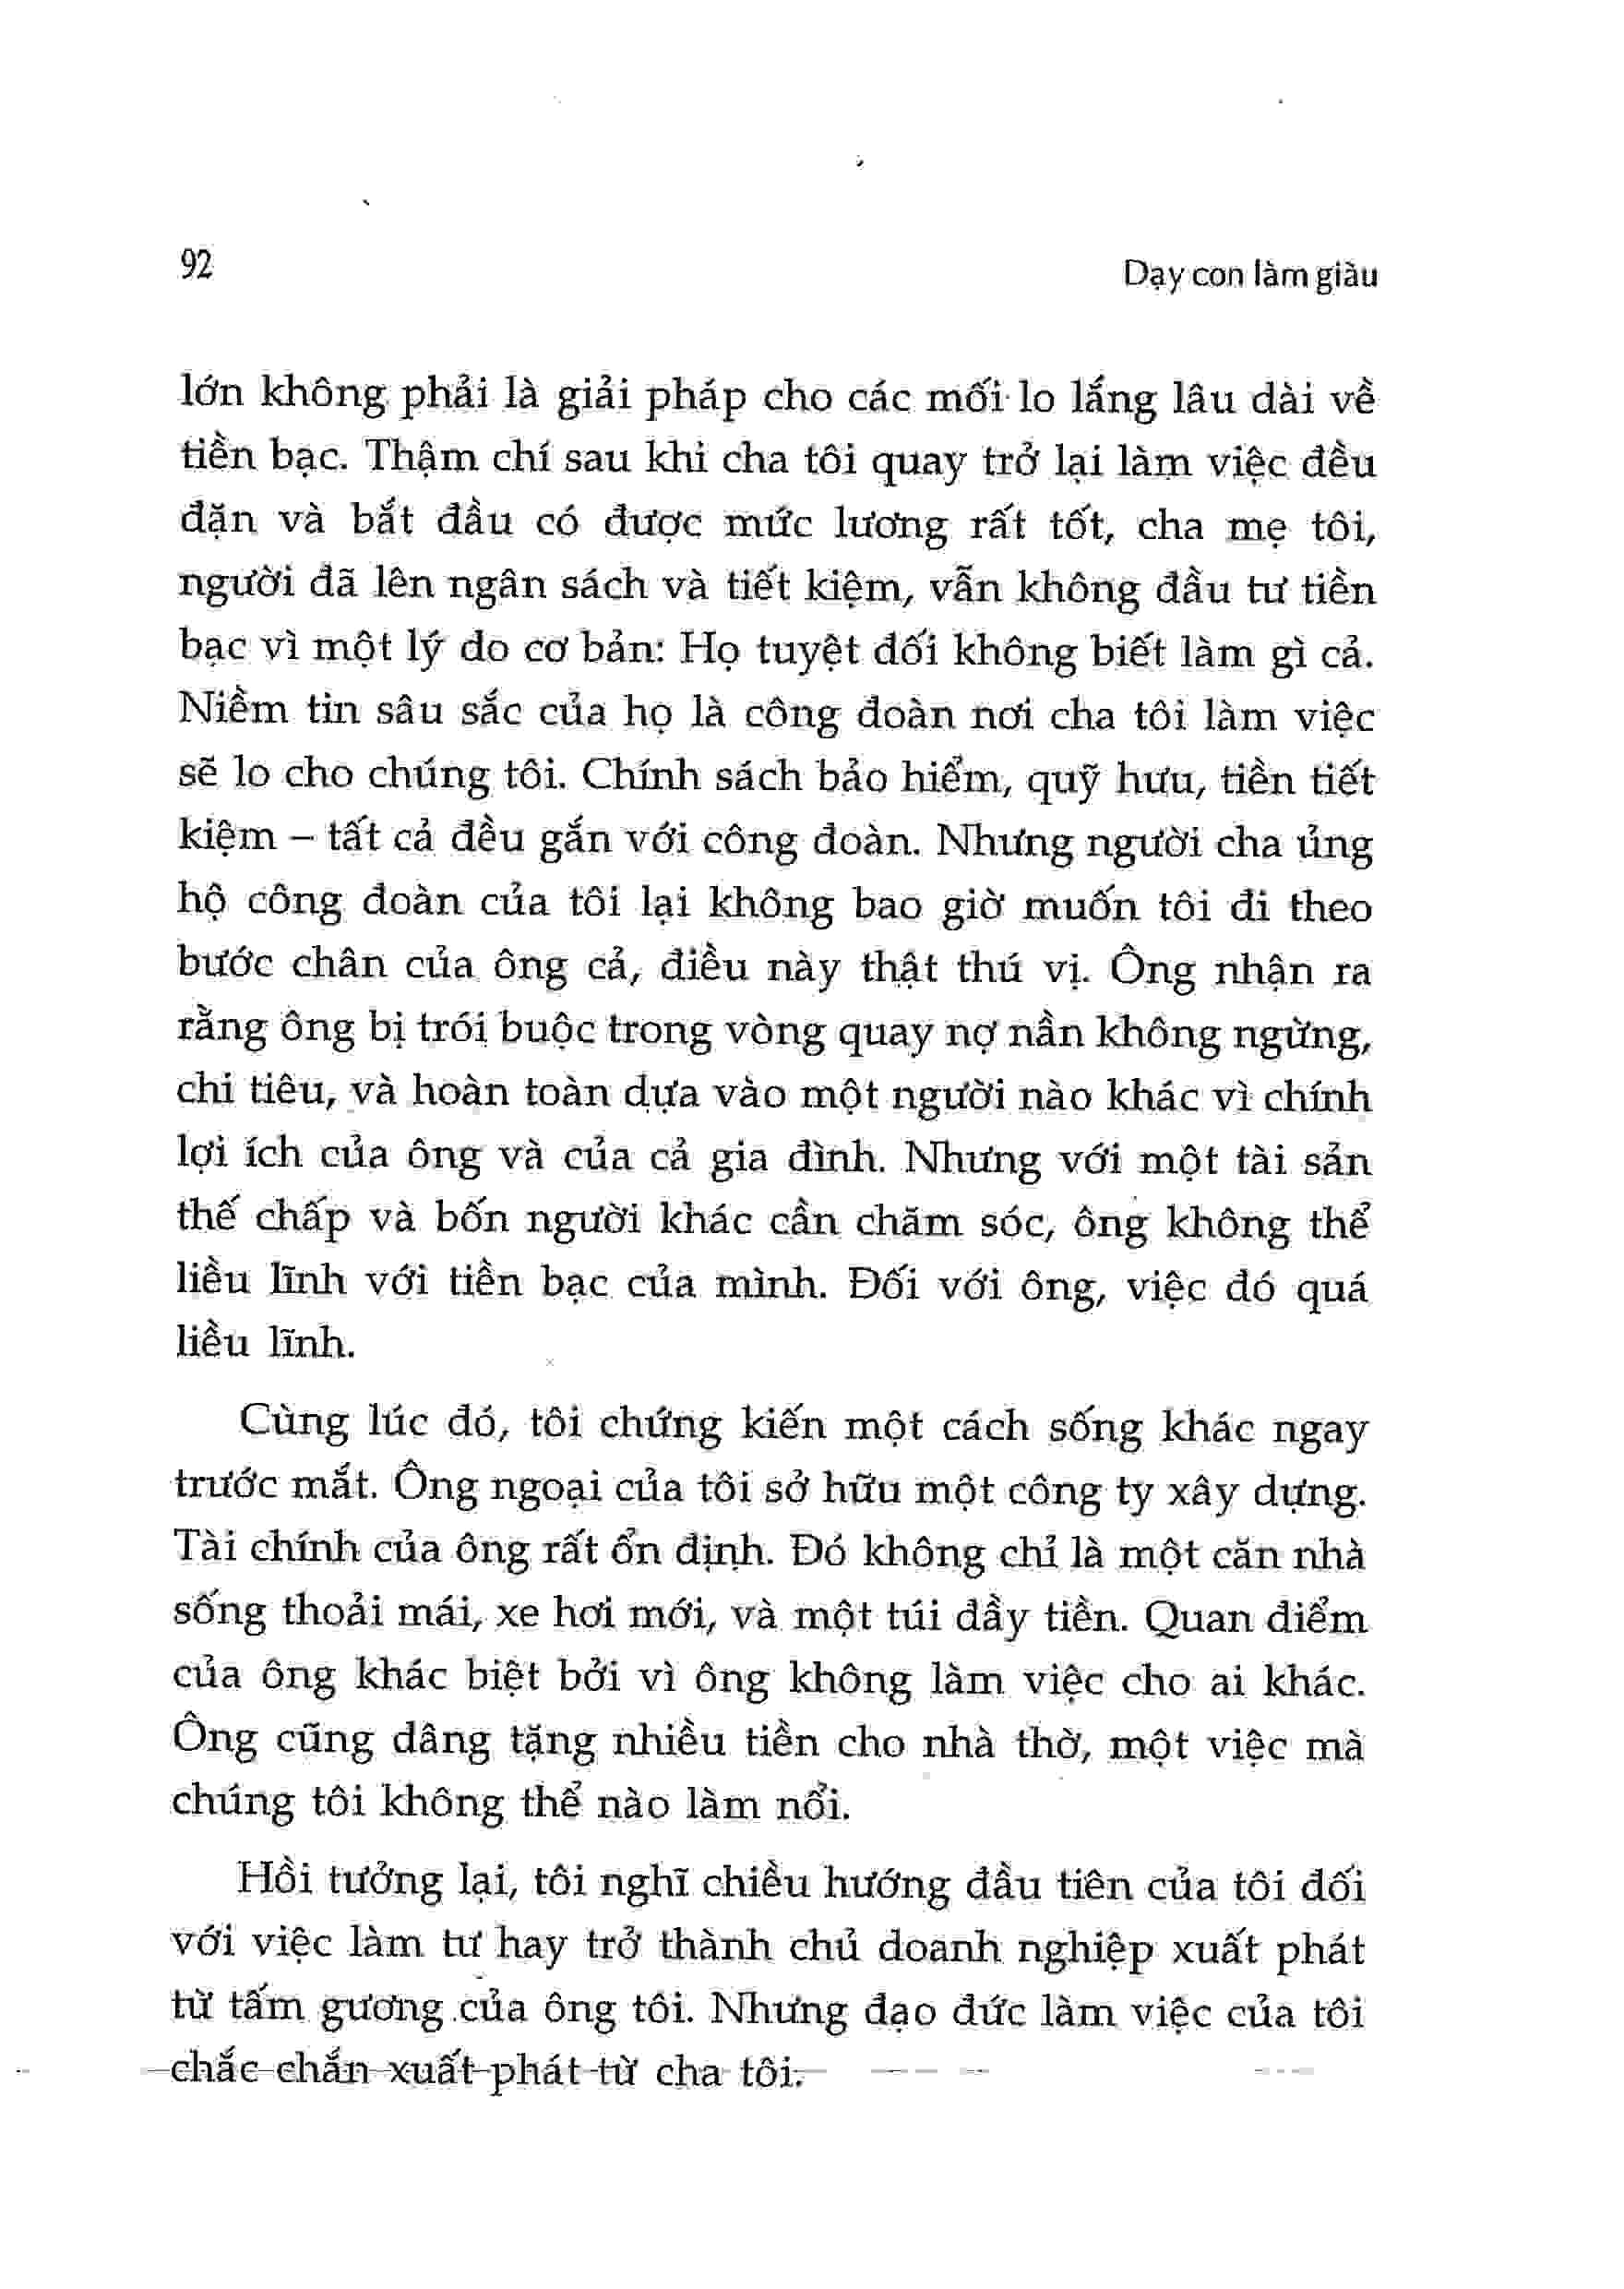 92
Dạy con làm giàu
lớn không phải là giải pháp cho các mối lo lắng lâu dài về
tiền bạc. Thậm chí sau khi cha tôi quay trở lại làm việc đều
đặn và bắt đầu có được mức lương rất tốt, cha mẹ tôi,
người đã lên ngân sách và tiết kiệm, vẫn không đầu tư tiền
bạc vì một lý do cơ bản: Họ tuyệt đối không biết làm gì cả.
Niềm tin sâu sắc của họ là công đoàn nơi cha tôi làm việc
sẽ lo cho chúng tôi. Chính sách bảo hiểm, quỹ hưu, tiền tiết
kiệm – tất cả đều gắn với công đoàn. Nhưng người cha ủng
hộ công đoàn của tôi lại không bao giờ muốn tôi đi theo
bước chân của ông cả, điều này thật thú vị. Ông nhận ra
rằng ông bị trói buộc trong vòng quay nợ nần không ngừng,
chi tiêu, và hoàn toàn dựa vào một người nào khác vì chính
lợi ích của ông và của cả gia đình. Nhưng với một tài sản
thế chấp và bốn người khác cần chăm sóc, ông không thể
liều lĩnh với tiền bạc của mình. Đối với ông, việc đó quá
liều lĩnh.
Cùng lúc đó, tôi chứng kiến một cách sống khác ngay
trước mắt. Ông ngoại của tôi sở hữu một công ty xây dựng.
Tài chính của ông rất ổn định. Đó không chỉ là một căn nhà
sống thoải mái, xe hơi mới, và một túi đầy tiền. Quan điểm
của ông khác biệt bởi vì ông không làm việc cho ai khác.
Ông cũng dâng tặng nhiều tiền cho nhà thờ, một việc mà
chúng tôi không thể nào làm nổi.
Hồi tưởng lại, tôi nghĩ chiều hướng đầu tiên của tôi đối
với việc làm tư hay trở thành chủ doanh nghiệp xuất phát
từ tấm gương của ông tôi. Nhưng đạo đức làm việc của tôi
chắc chắn xuất phát từ cha tôi.